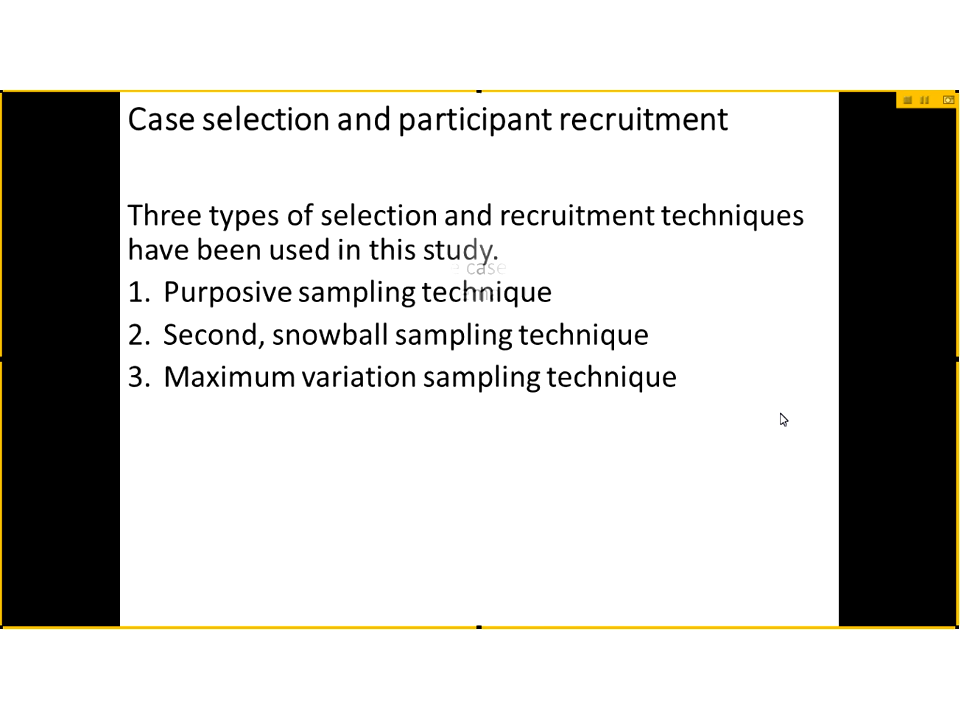 Case selection and participant recruitment
Three types of selection and recruitment techniques
have been used in this study.
case
1. Purposive sampling technique
2. Second, snowball sampling technique
3. Maximum variation sampling technique